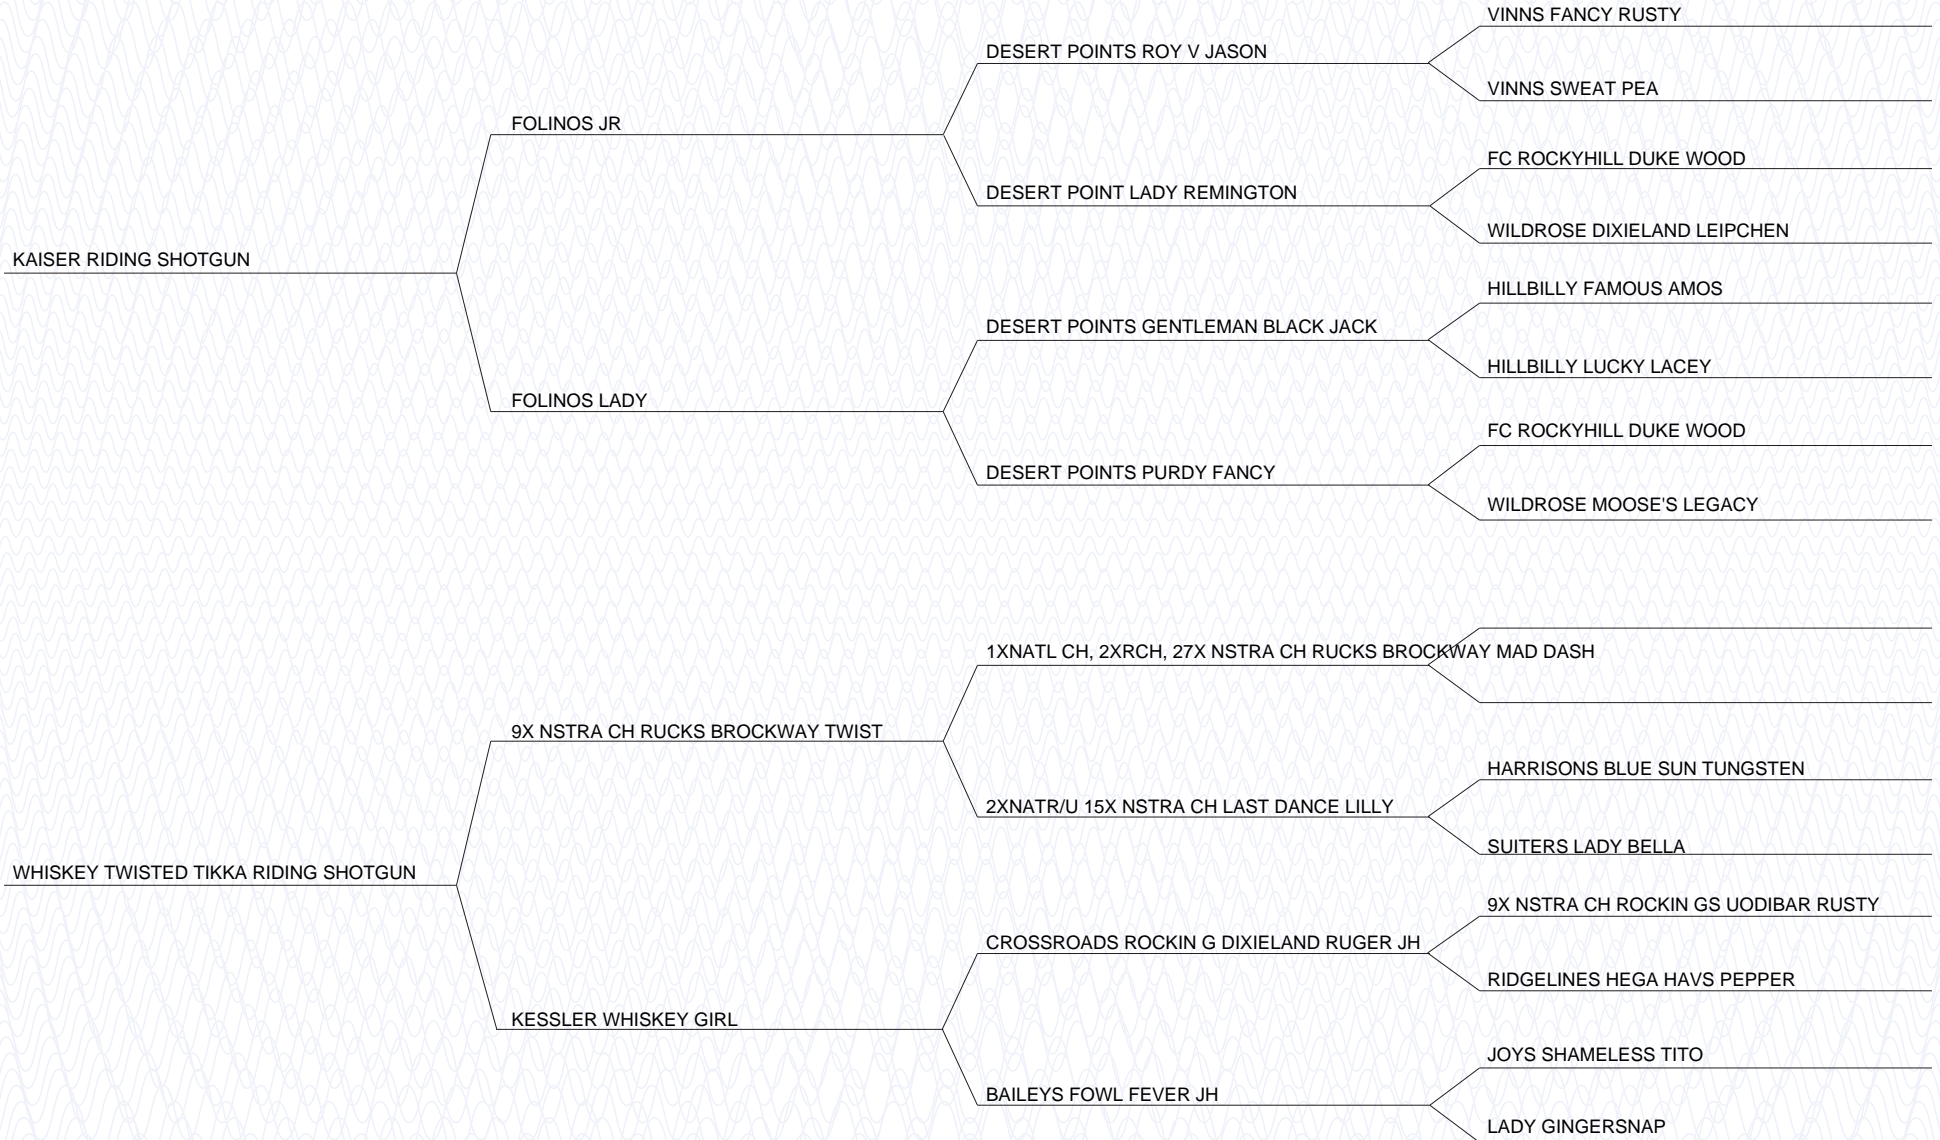 VINNS FANCY RUSTY
DESERT POINTS ROY V JASON
VINNS SWEAT PEA
FOLINOS JR
FC ROCKYHILL DUKE WOOD
DESERT POINT LADY REMINGTON
WILDROSE DIXIELAND LEIPCHEN
KAISER RIDING SHOTGUN
HILLBILLY FAMOUS AMOS
DESERT POINTS GENTLEMAN BLACK JACK
HILLBILLY LUCKY LACEY
FOLINOS LADY
FC ROCKYHILL DUKE WOOD
DESERT POINTS PURDY FANCY
WILDROSE MOOSE'S LEGACY
1XNATL CH, 2XRCH, 27X NSTRA CH RUCKS BROCKWAY MAD DASH
9X NSTRA CH RUCKS BROCKWAY TWIST
HARRISONS BLUE SUN TUNGSTEN
2XNATR/U 15X NSTRA CH LAST DANCE LILLY
SUITERS LADY BELLA
WHISKEY TWISTED TIKKA RIDING SHOTGUN
9X NSTRA CH ROCKIN GS UODIBAR RUSTY
CROSSROADS ROCKIN G DIXIELAND RUGER JH
RIDGELINES HEGA HAVS PEPPER
KESSLER WHISKEY GIRL
JOYS SHAMELESS TITO
BAILEYS FOWL FEVER JH
LADY GINGERSNAP